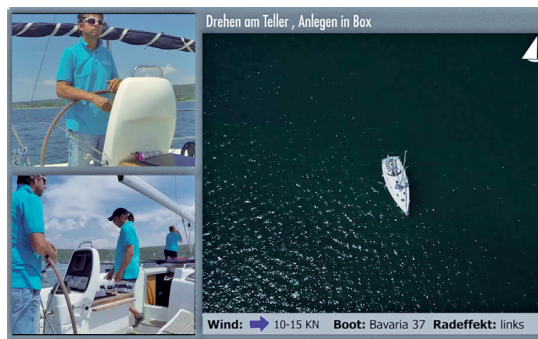 Drehen am Teller , Anlegen in Box
Wind: 10-15 KN Boot: Bavaria 37 Radeffekt: links